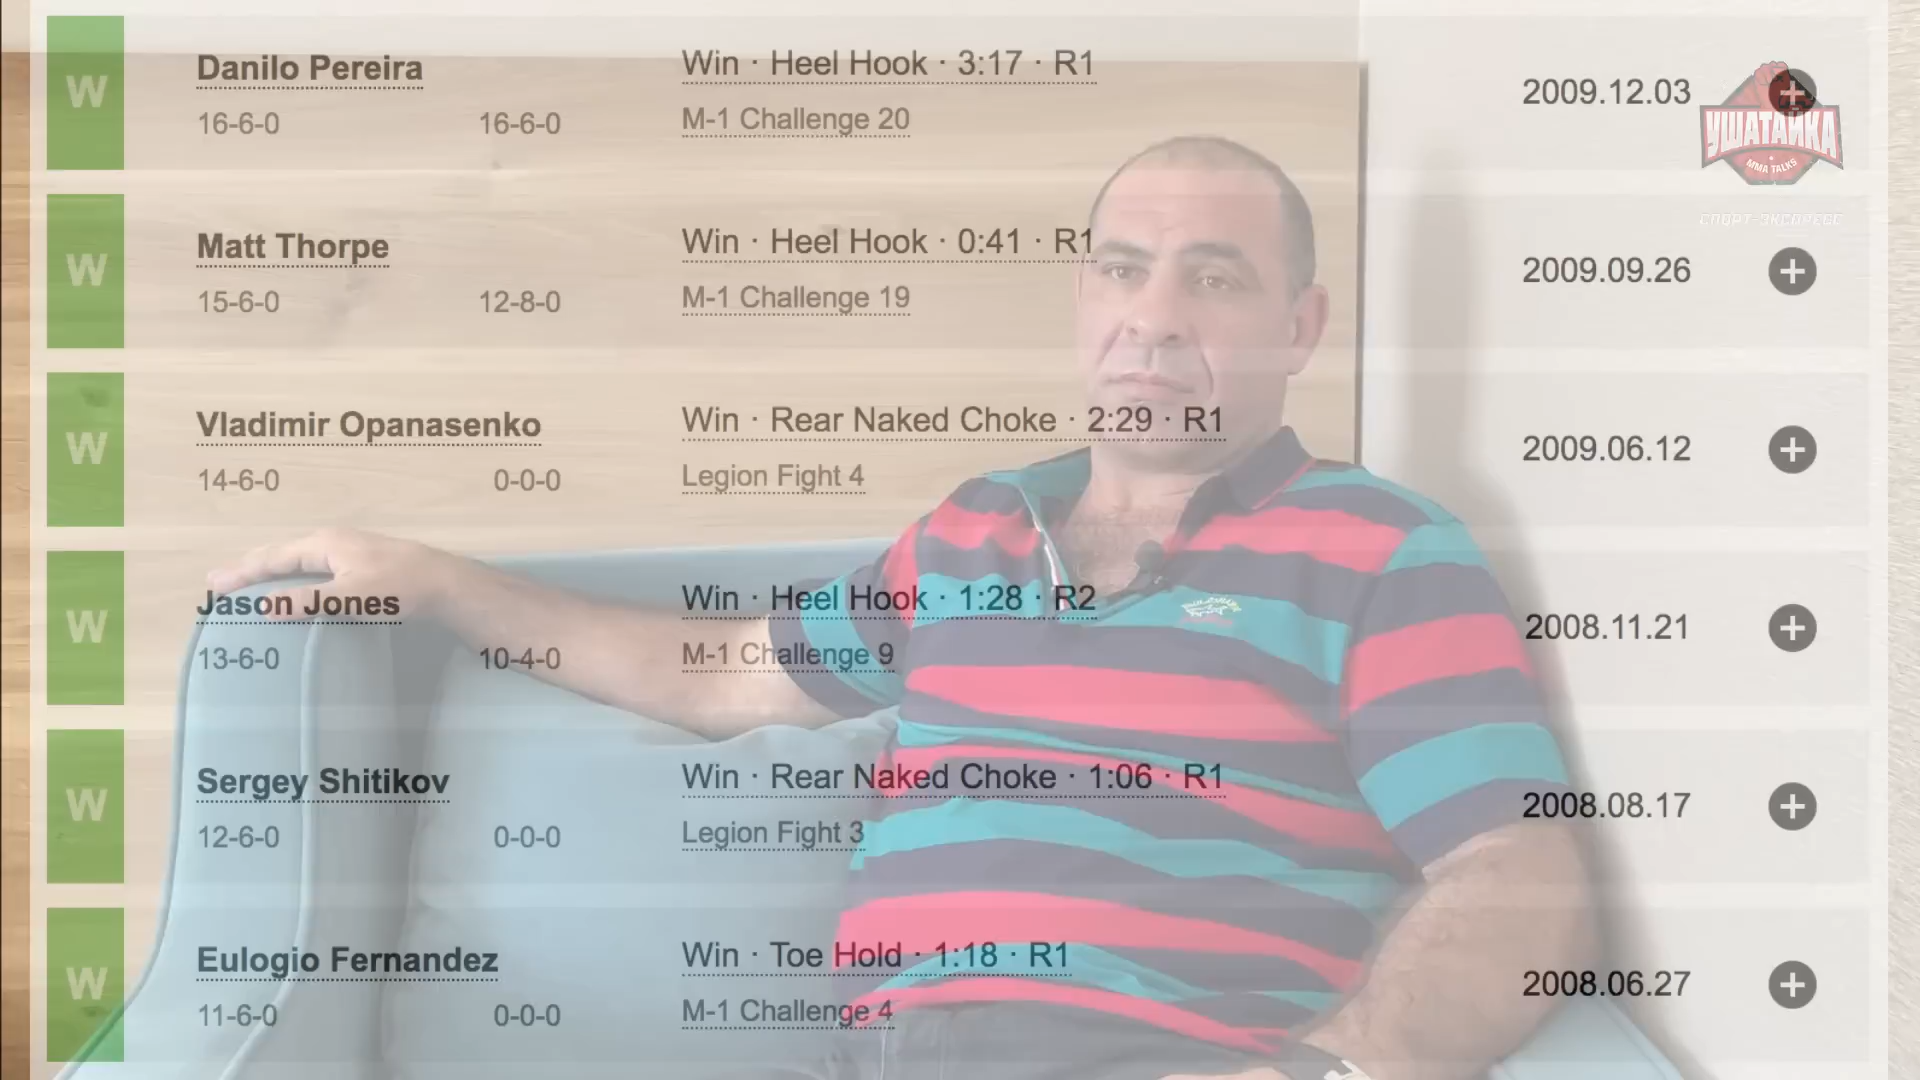 W
Danilo Pereira
16-6-0
16-6-0
Win · Heel Hook · 3:17 · R1
M-1 Challenge 20
2009.12.03
УШАТАЙКА
MMA TALKS
СПОРТ-ЭКСПРЕСС
W
Matt Thorpe
15-6-0
12-8-0
Win · Heel Hook · 0:41 · R1
M-1 Challenge 19
2009.09.26
W
Vladimir Opanasenko
14-6-0
0-0-0
Win · Rear Naked Choke · 2:29 · R1
Legion Fight 4
2009.06.12
W
Jason Jones
13-6-0
10-4-0
Win · Heel Hook · 1:28 · R2
M-1 Challenge 9
2008.11.21
W
Sergey Shitikov
12-6-0
0-0-0
Win · Rear Naked Choke · 1:06 · R1
Legion Fight 3
2008.08.17
W
Eulogio Fernandez
11-6-0
0-0-0
Win · Toe Hold · 1:18 · R1
M-1 Challenge 4
2008.06.27